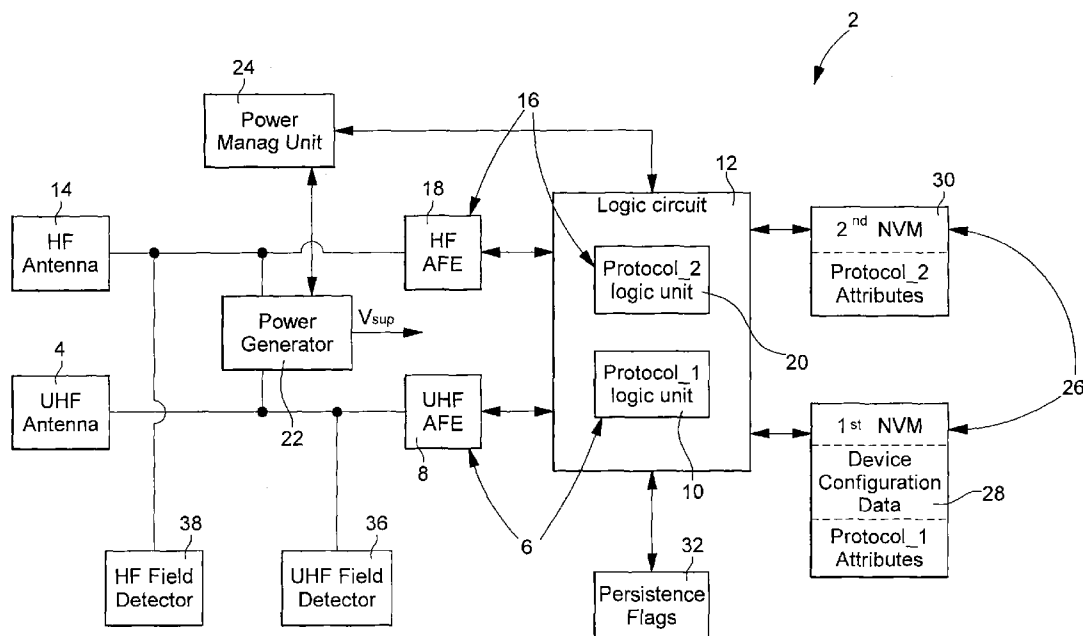 2
24
Power
Manag Unit
16
14
HF
Antenna
18
HF
AFE
12
Logic circuit
Protocol_2
logic unit
20
30
2nd NVM
Protocol_2
Attributes
Power
Generator
22
Vsup
4
UHF
Antenna
UHF
AFE
8
Protocol_1
logic unit
10
6
26
1st NVM
Device
Configuration
Data
28
Protocol_1
Attributes
38
HF Field
Detector
36
UHF Field
Detector
32
Persistence
Flags